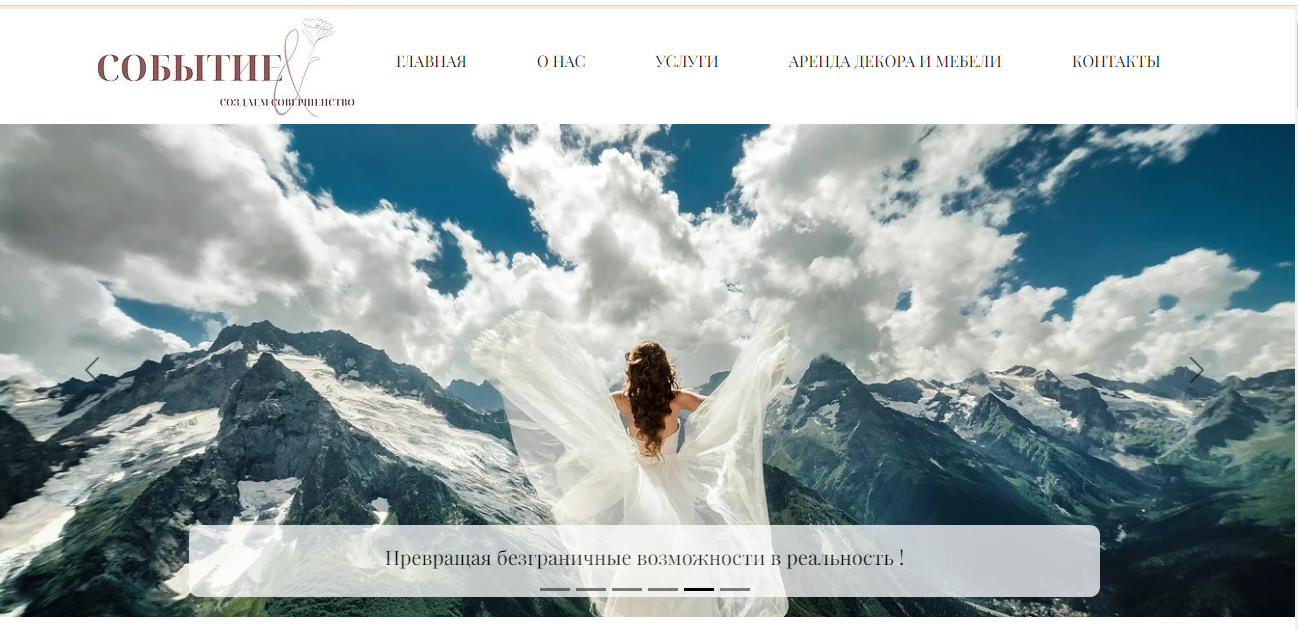 СОБЫТИЕ
СОЗДАЕМ СОВЕРШЕНСТВО
ГЛАВНАЯ
О НАС
УСЛУГИ
АРЕНДА ДЕКОРА И МЕБЕЛИ
КОНТАКТЫ
Превращая безграничные возможности в реальность !